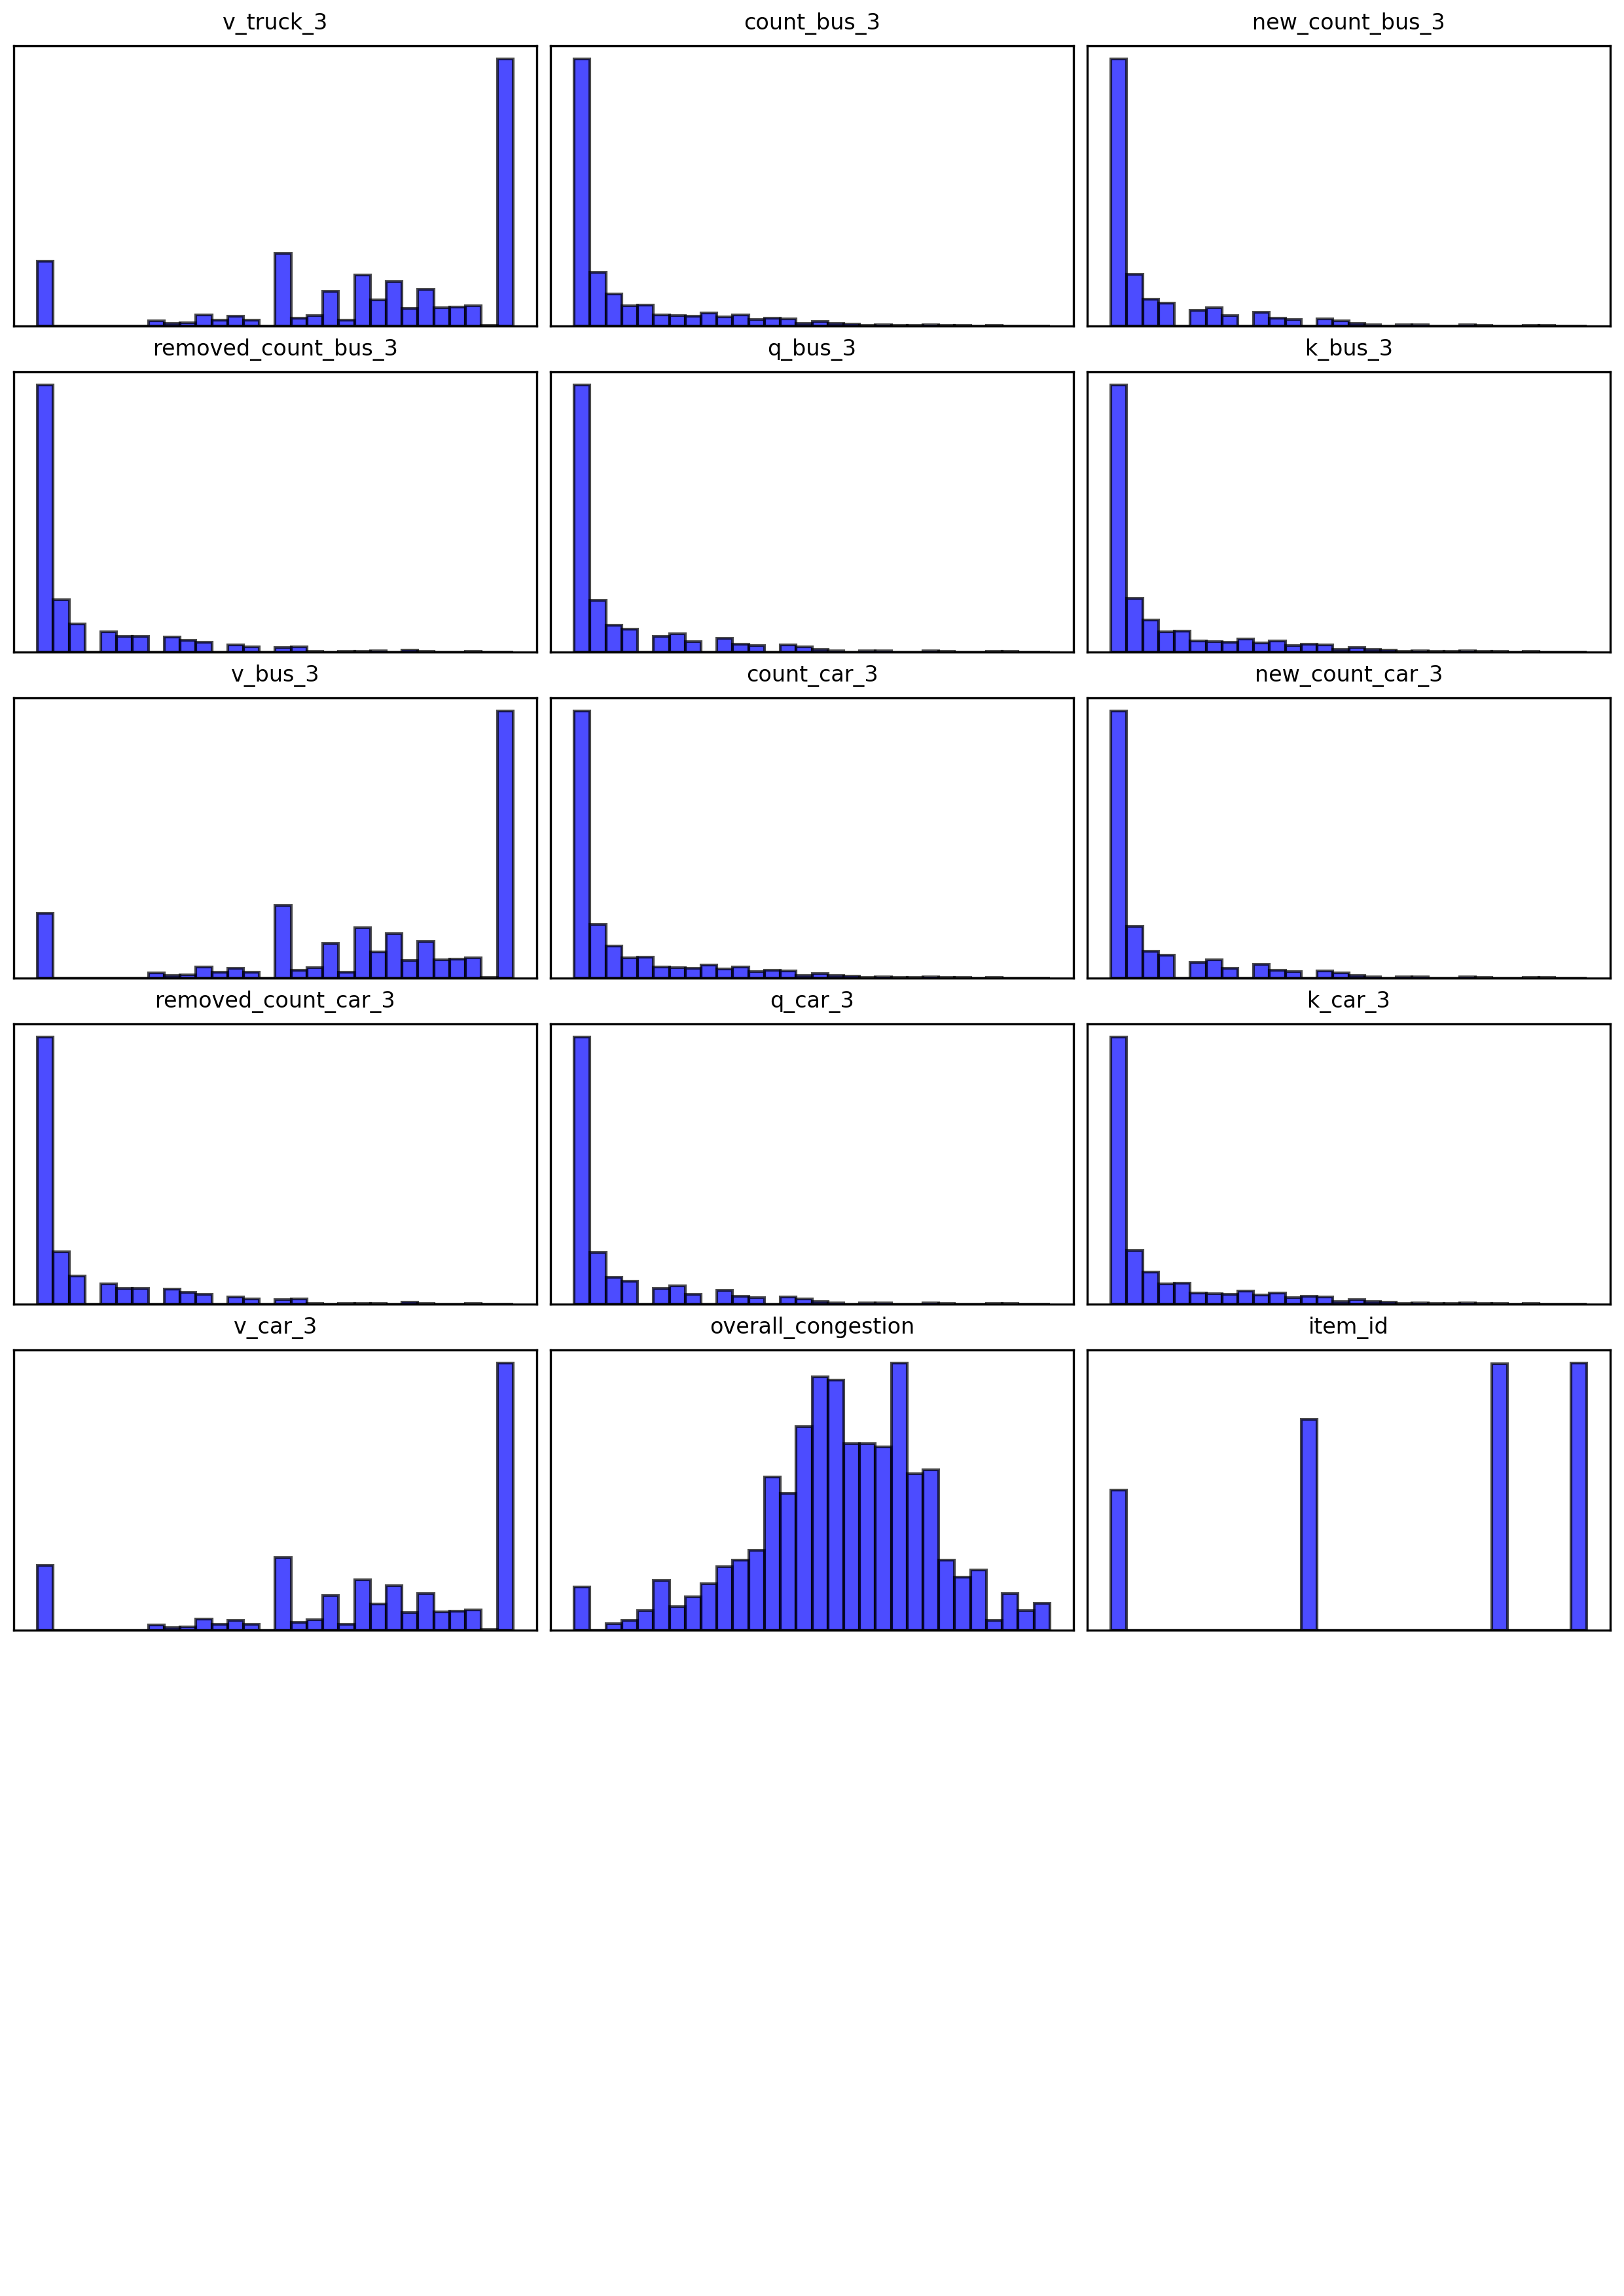 v_truck_3
count_bus_3
new_count_bus_3
removed_count_bus_3
q_bus_3
k_bus_3
v_bus_3
count_car_3
new_count_car_3
removed_count_car_3
q_car_3
k_car_3
v_car_3
overall_congestion
item_id